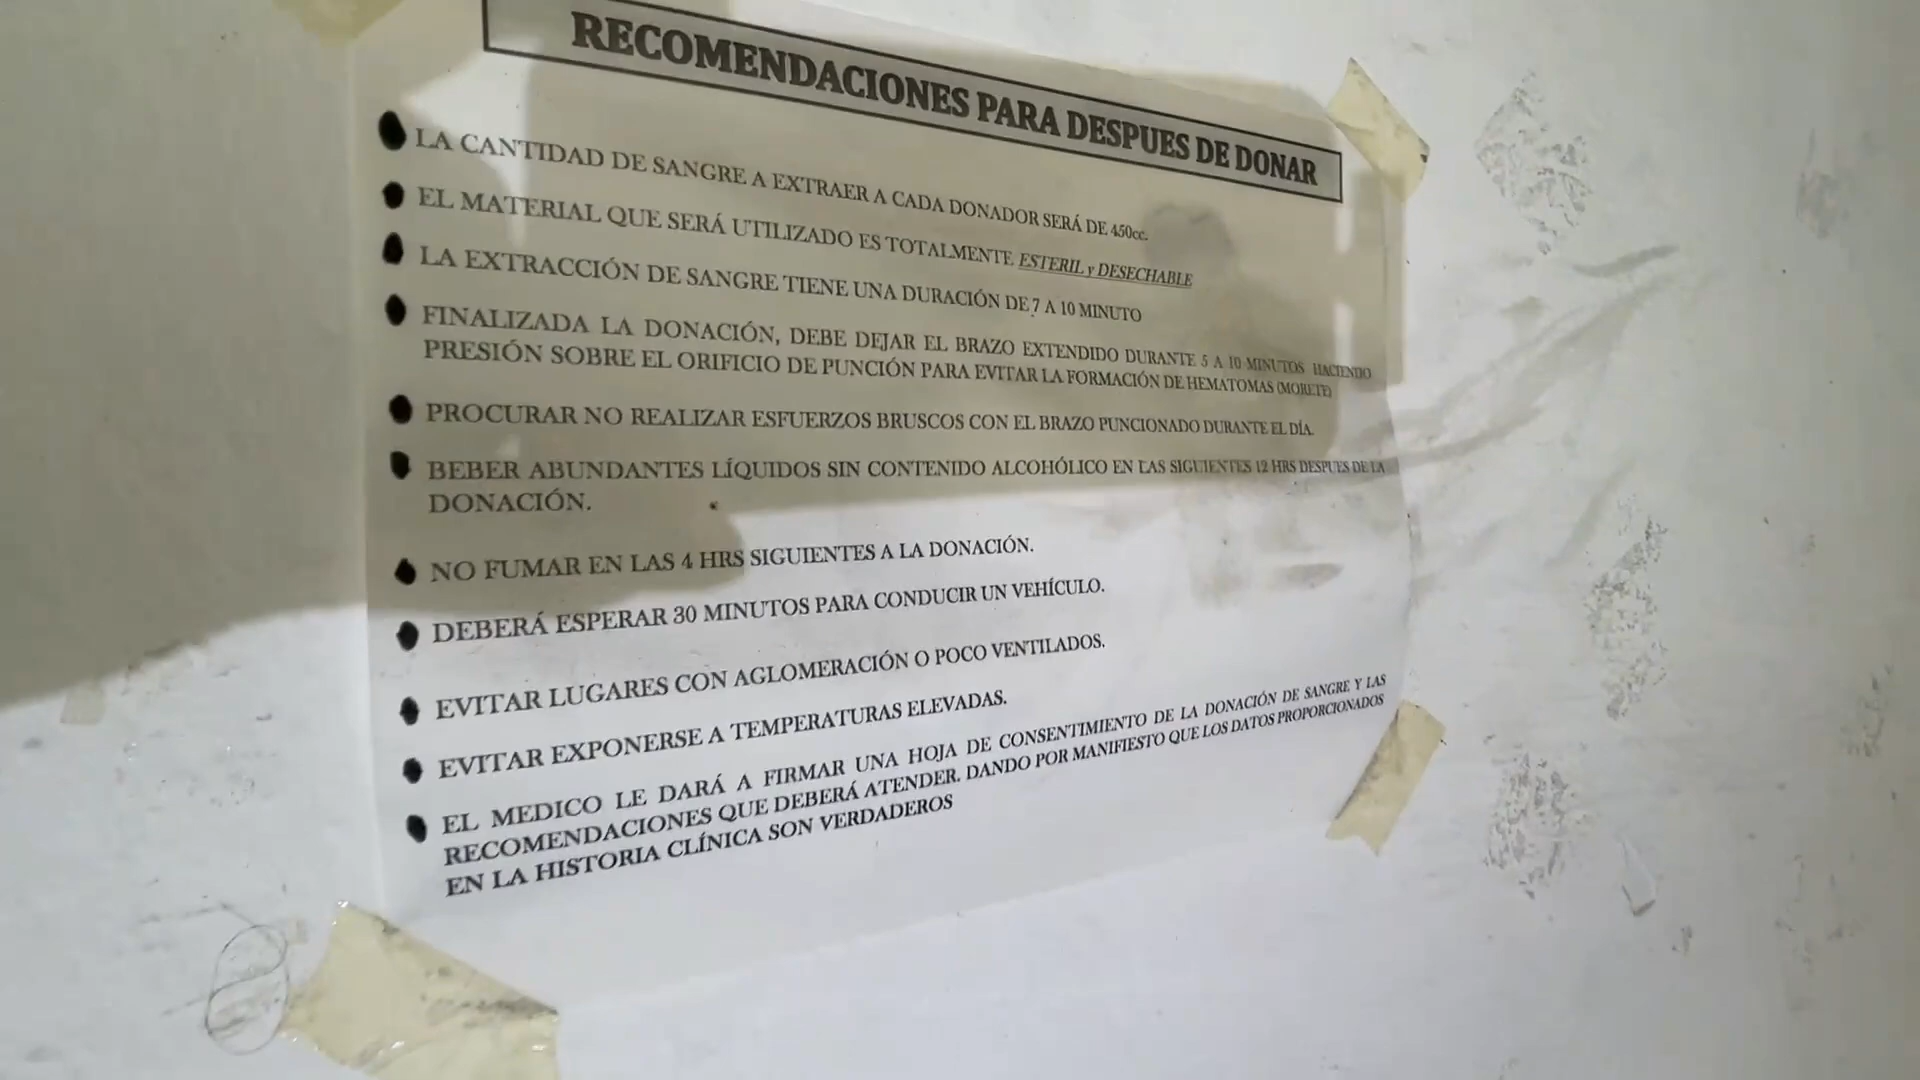 RECOMENDACIONES PARA DESPUES DE DONAR
LA CANTIDAD DE SANGRE A EXTRAER A CADA DONADOR SERÁ DE 450cc.
EL MATERIAL QUE SERÁ UTILIZADO ES TOTALMENTE ESTERIL y DESECHABLE
LA EXTRACCIÓN DE SANGRE TIENE UNA DURACIÓN DE 7 A 10 MINUTO
FINALIZADA LA DONACIÓN, DEBE DEJAR EL BRAZO EXTENDIDO DURANTE 5 A 10 MINUTOS HACIENDO
PRESIÓN SOBRE EL ORIFICIO DE PUNCIÓN PARA EVITAR LA FORMACIÓN DE HEMATOMAS (MORETE)
PROCURAR NO REALIZAR ESFUERZOS BRUSCOS CON EL BRAZO PUNCIONADO DURANTE EL DÍA.
BEBER ABUNDANTES LÍQUIDOS SIN CONTENIDO ALCOHÓLICO EN LAS SIGUIENTES 12 HRS DESPUES DE LA
DONACIÓN.
NO FUMAR EN LAS 4 HRS SIGUIENTES A LA DONACIÓN.
DEBERÁ ESPERAR 30 MINUTOS PARA CONDUCIR UN VEHÍCULO.
EVITAR LUGARES CON AGLOMERACIÓN O POCO VENTILADOS.
EVITAR EXPONERSE A TEMPERATURAS ELEVADAS.
EL MEDICO LE DARÁ A FIRMAR UNA HOJA DE CONSENTIMIENTO DE LA DONACIÓN DE SANGRE Y LAS
RECOMENDACIONES QUE DEBERÁ ATENDER. DANDO POR MANIFIESTO QUE LOS DATOS PROPORCIONADOS
EN LA HISTORIA CLÍNICA SON VERDADEROS